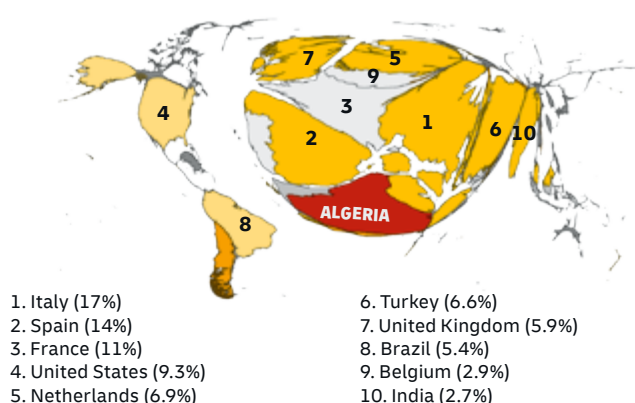 7
5
9
4
3
1
6
10
2
ALGERIA
8
1. Italy (17%)
2. Spain (14%)
3. France (11%)
4. United States (9.3%)
5. Netherlands (6.9%)
6. Turkey (6.6%)
7. United Kingdom (5.9%)
8. Brazil (5.4%)
9. Belgium (2.9%)
10. India (2.7%)